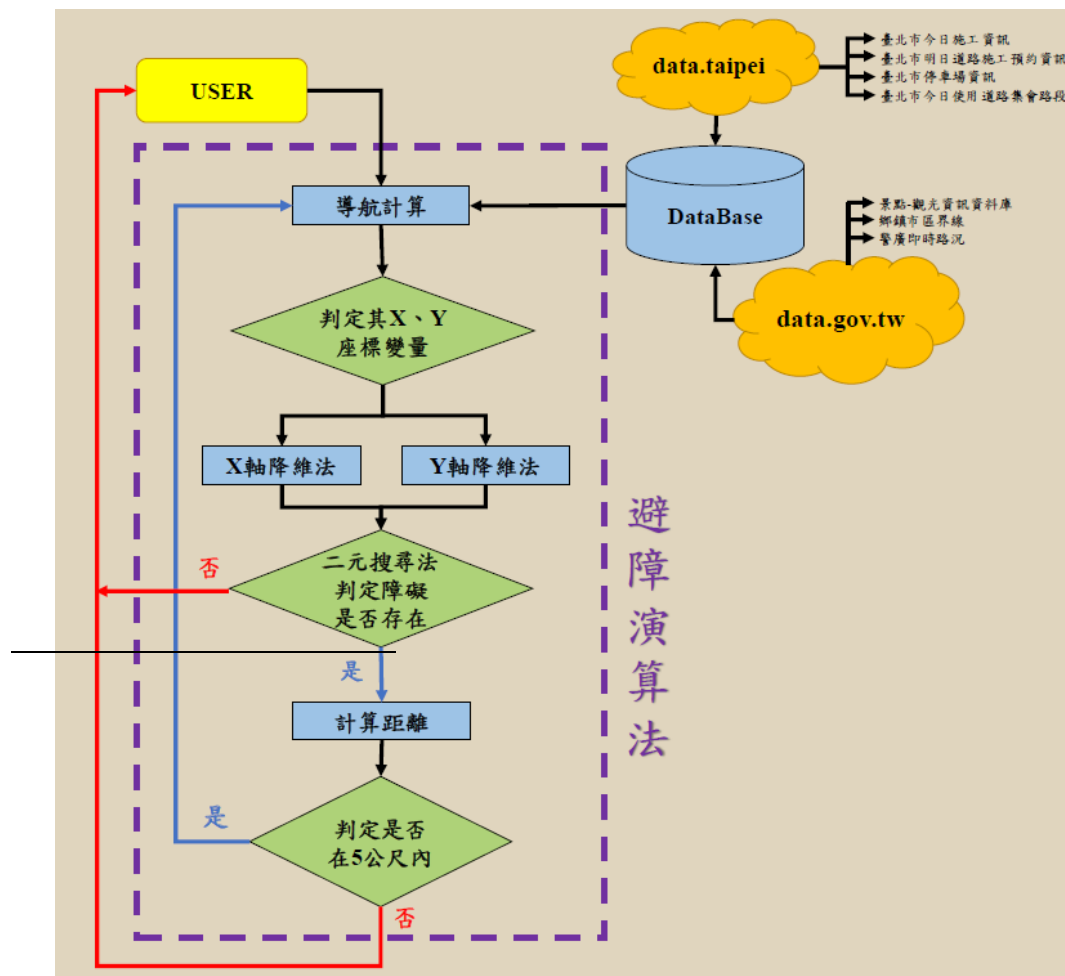 USER
data.taipei
臺北市今日施工資訊
臺北市明日道路施工預約資訊
臺北市停車場資訊
臺北市今日使用道路集會路段
導航計算
DataBase
景點-觀光資訊資料庫
鄉鎮市區界線
警廣即時路況
data.gov.tw
判定其X、Y
座標變量
X軸降維法
Y軸降維法
二元搜尋法
判定障礙
是否存在
否
是
計算距離
判定是否
在5公尺內
是
否
避障演算法